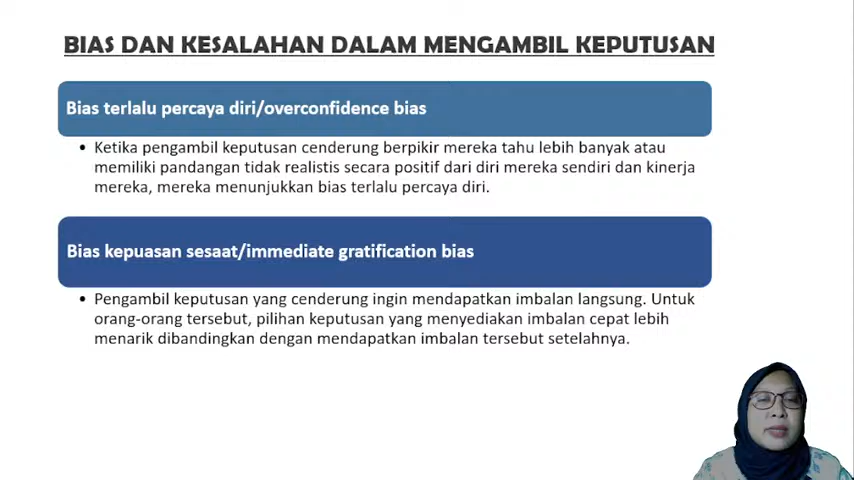 BIAS DAN KESALAHAN DALAM MENGAMBIL KEPUTUSAN
Bias terlalu percaya diri/overconfidence bias
• Ketika pengambil keputusan cenderung berpikir mereka tahu lebih banyak atau
memiliki pandangan tidak realistis secara positif dari diri mereka sendiri dan kinerja
mereka, mereka menunjukkan bias terlalu percaya diri.
Bias kepuasan sesaat/immediate gratification bias
• Pengambil keputusan yang cenderung ingin mendapatkan imbalan langsung. Untuk
orang-orang tersebut, pilihan keputusan yang menyediakan imbalan cepat lebih
menarik dibandingkan dengan mendapatkan imbalan tersebut setelahnya.